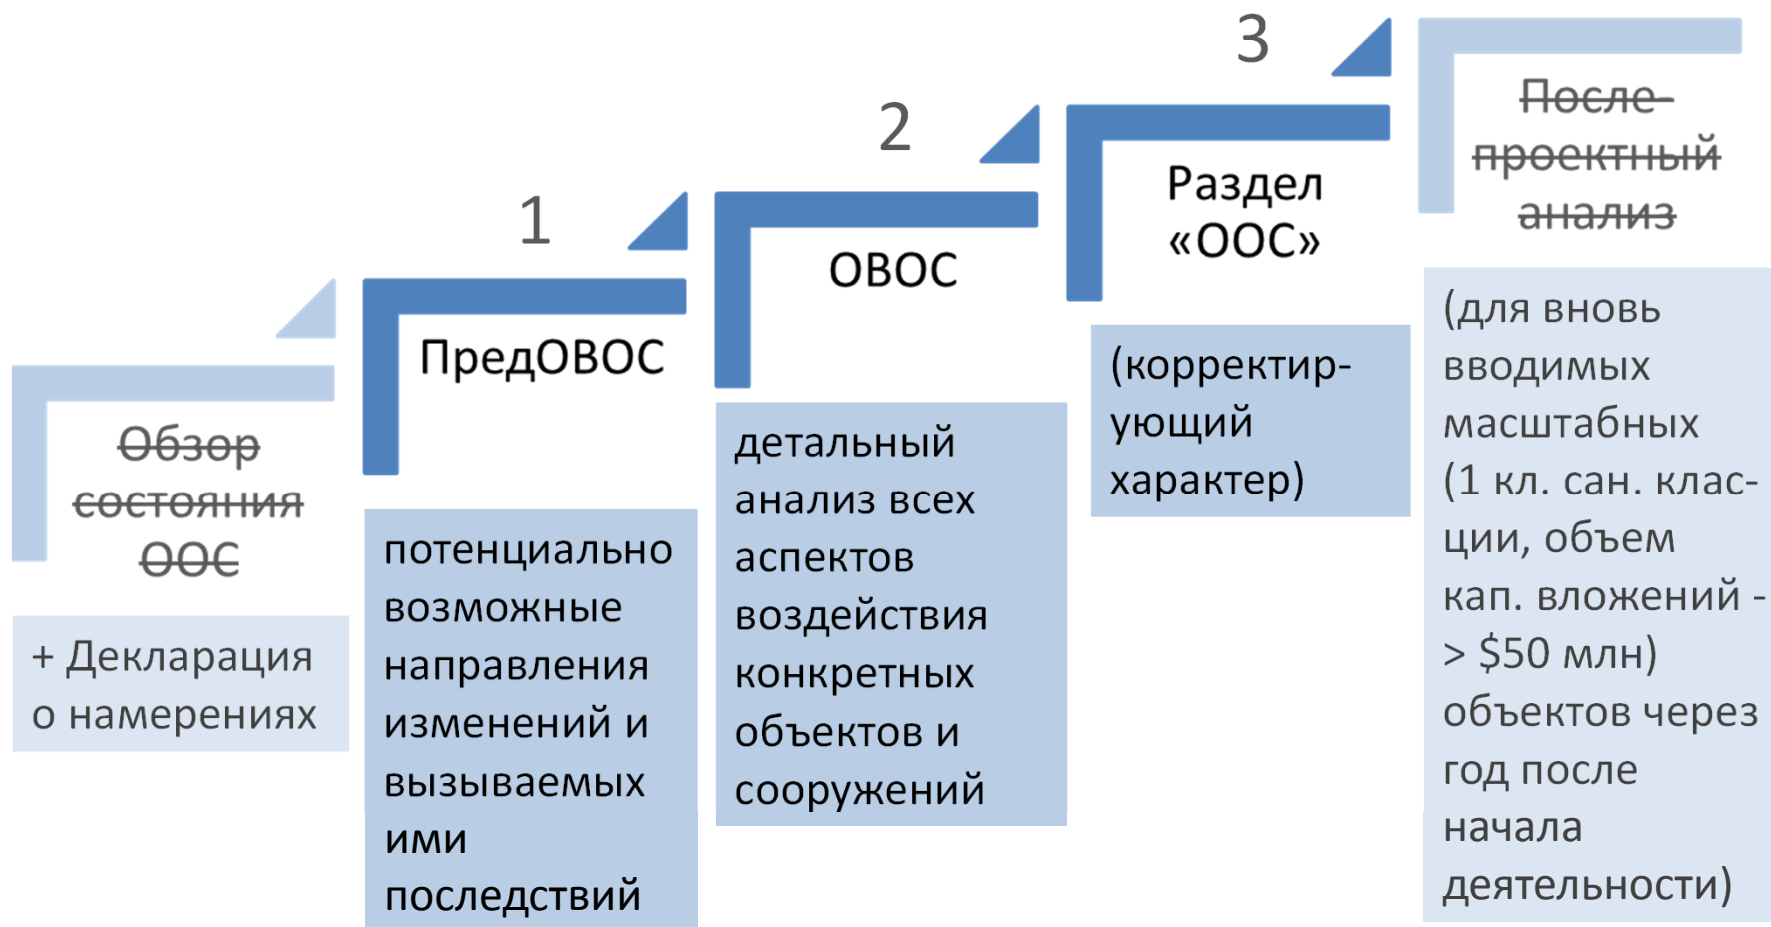 Обзор
состояния
ООС
+ Декларация
о намерениях
1
ПредОВОС
потенциально
возможные
направления
изменений и
вызываемых
ими
последствий
2
ОВОС
детальный
анализ всех
аспектов
воздействия
конкретных
объектов и
сооружений
3
Раздел
«ООС»
(корректир-
ующий
характер)
После-
проектный
анализ
(для вновь
вводимых
масштабных
(1 кл. сан. клас-
ции, объем
кап. вложений -
> $50 млн)
объектов через
год после
начала
деятельности)